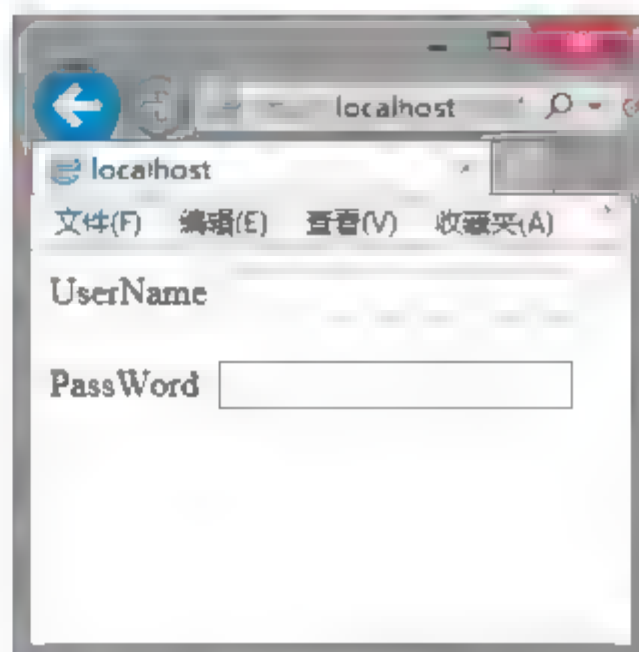 localhost
localhost
文件(F) 编辑(E) 查看(V) 收藏夹(A)
UserName
PassWord